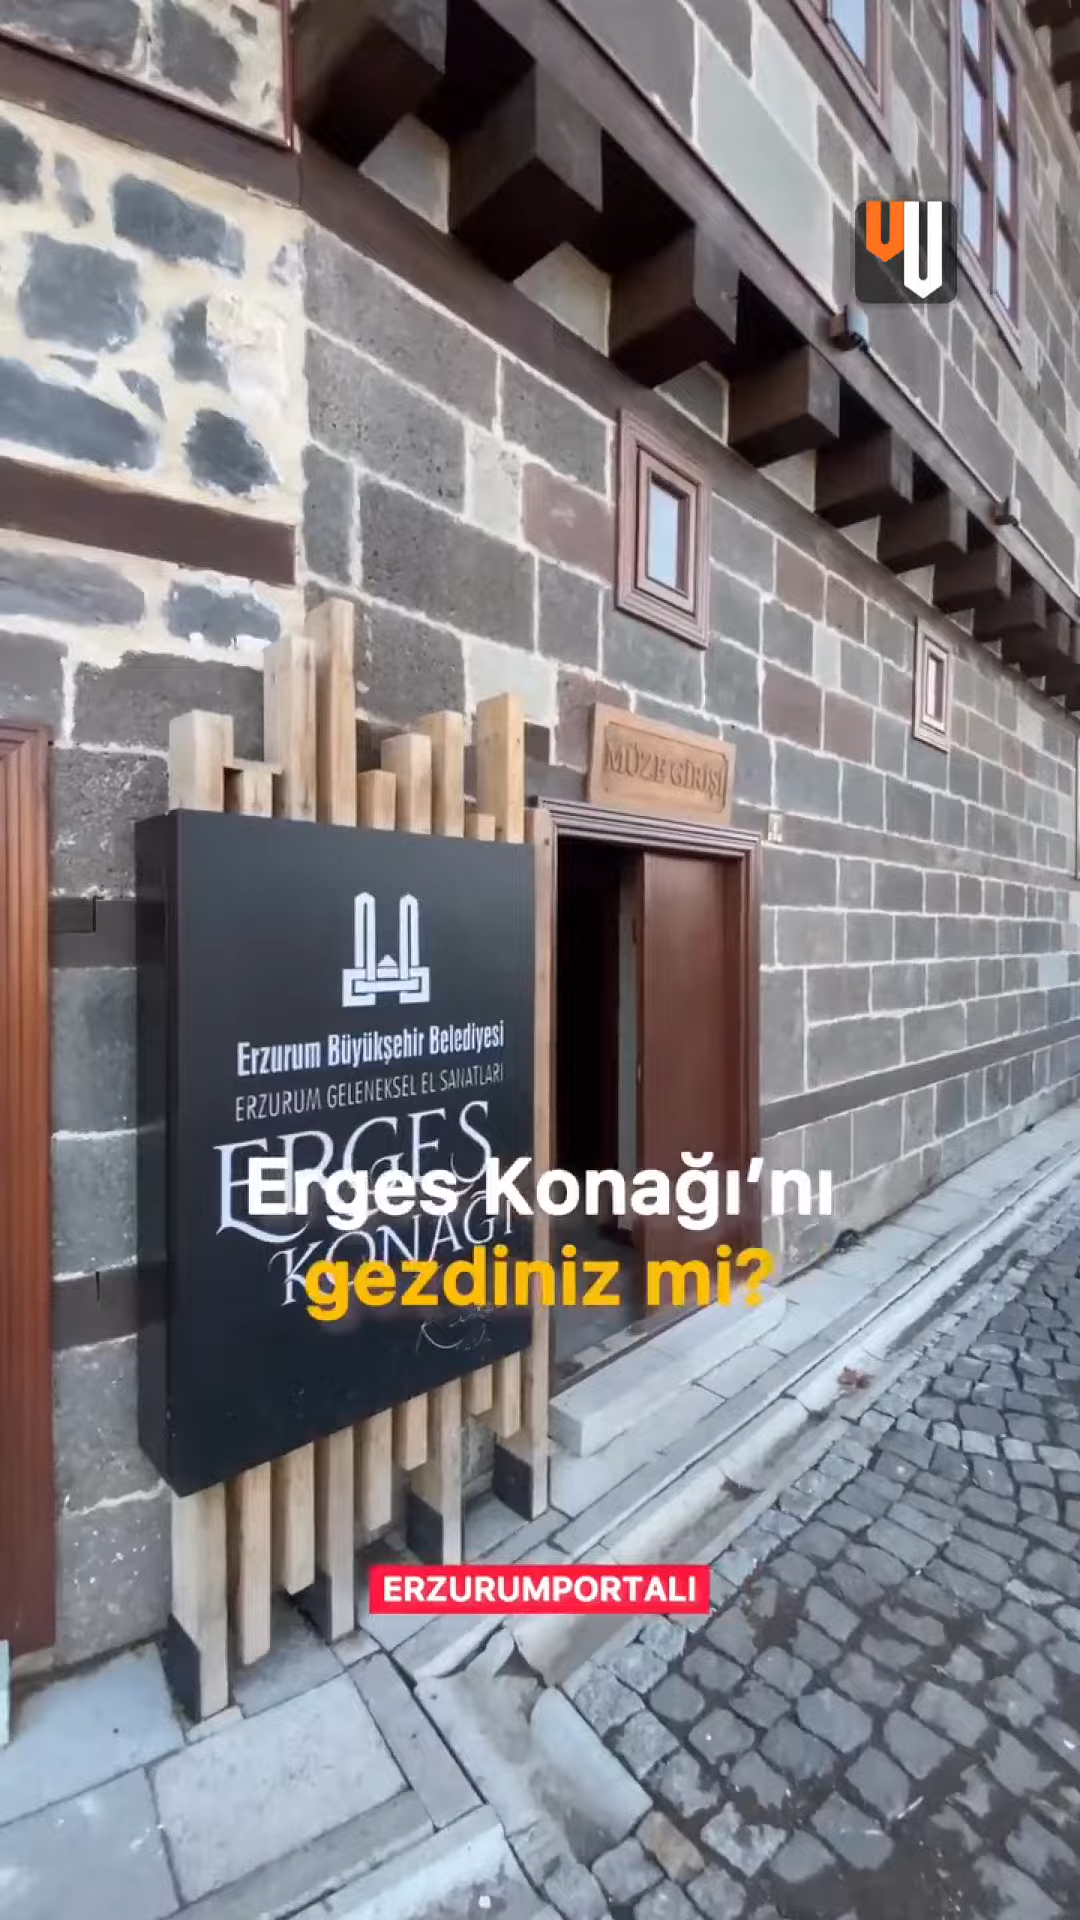 MÜZE GİRİŞİ
Erzurum Büyükşehir Belediyesi
ERZURUM GELENEKSEL EL SANATLARI
ERGES
KONAĞI
Erges Konağı’nı
gezdiniz mi?
ERZURUMPORTALI